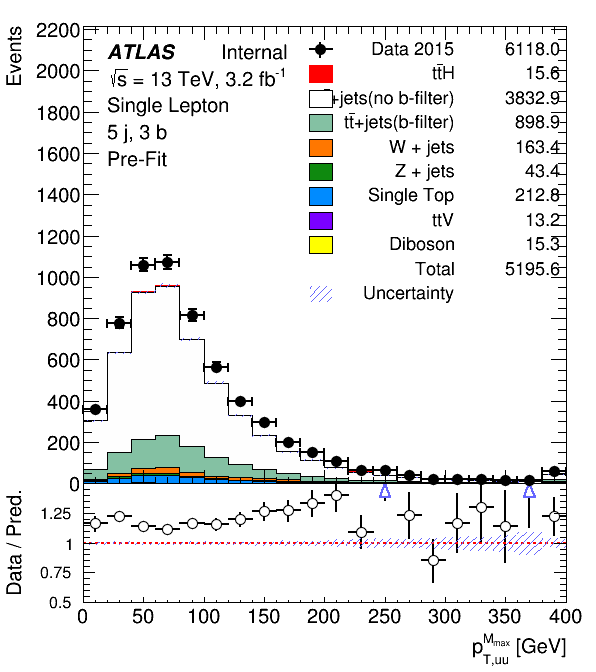 Events
2200
2000
1800
1600
1400
1200
1000
800
600
400
200
0
ATLAS Internal
√s = 13 TeV, 3.2 fb⁻¹
Single Lepton
5 j, 3 b
Pre-Fit
Data 2015 6118.0
tt̄H 15.6
+jets(no b-filter) 3832.9
tt̄+jets(b-filter) 898.9
W + jets 163.4
Z + jets 43.4
Single Top 212.8
ttV 13.2
Diboson 15.3
Total 5195.6
Uncertainty
Data / Pred.
1.25
1
0.75
0.5
0 50 100 150 200 250 300 350 400
p_{T,uu}^{M_{max}} [GeV]